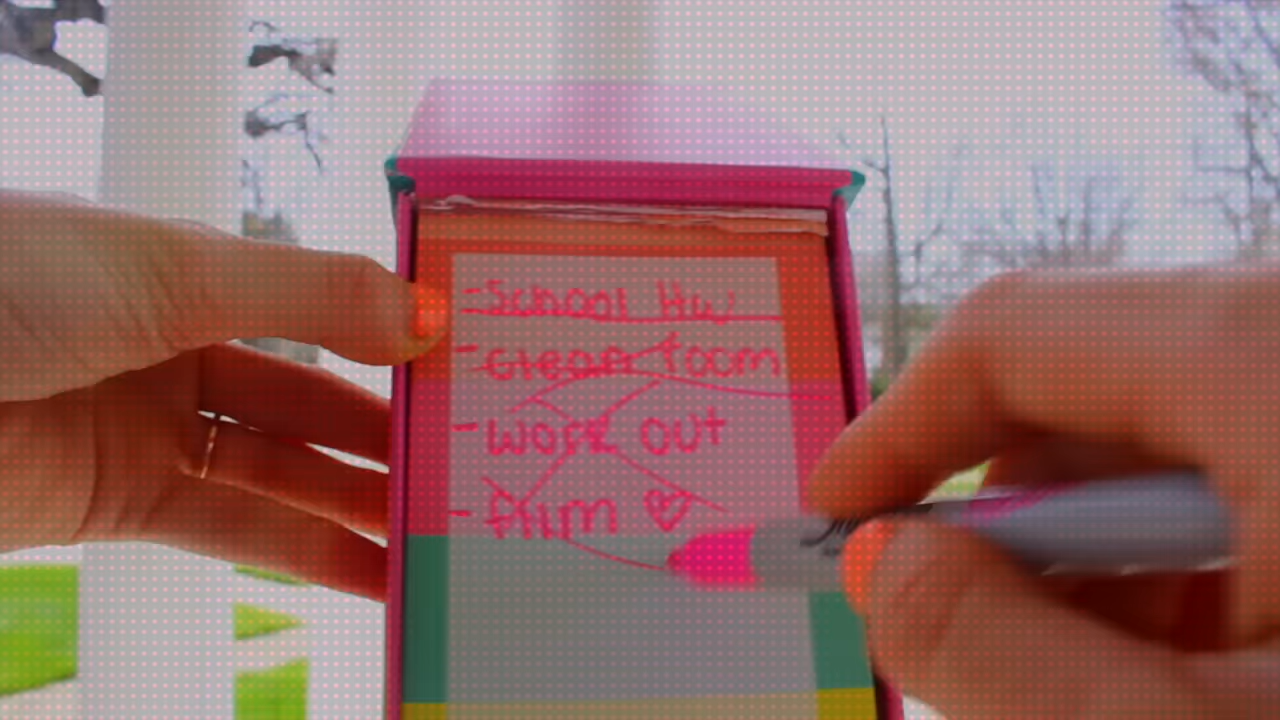 - School HW
- Clean room
- work out
- film ♡